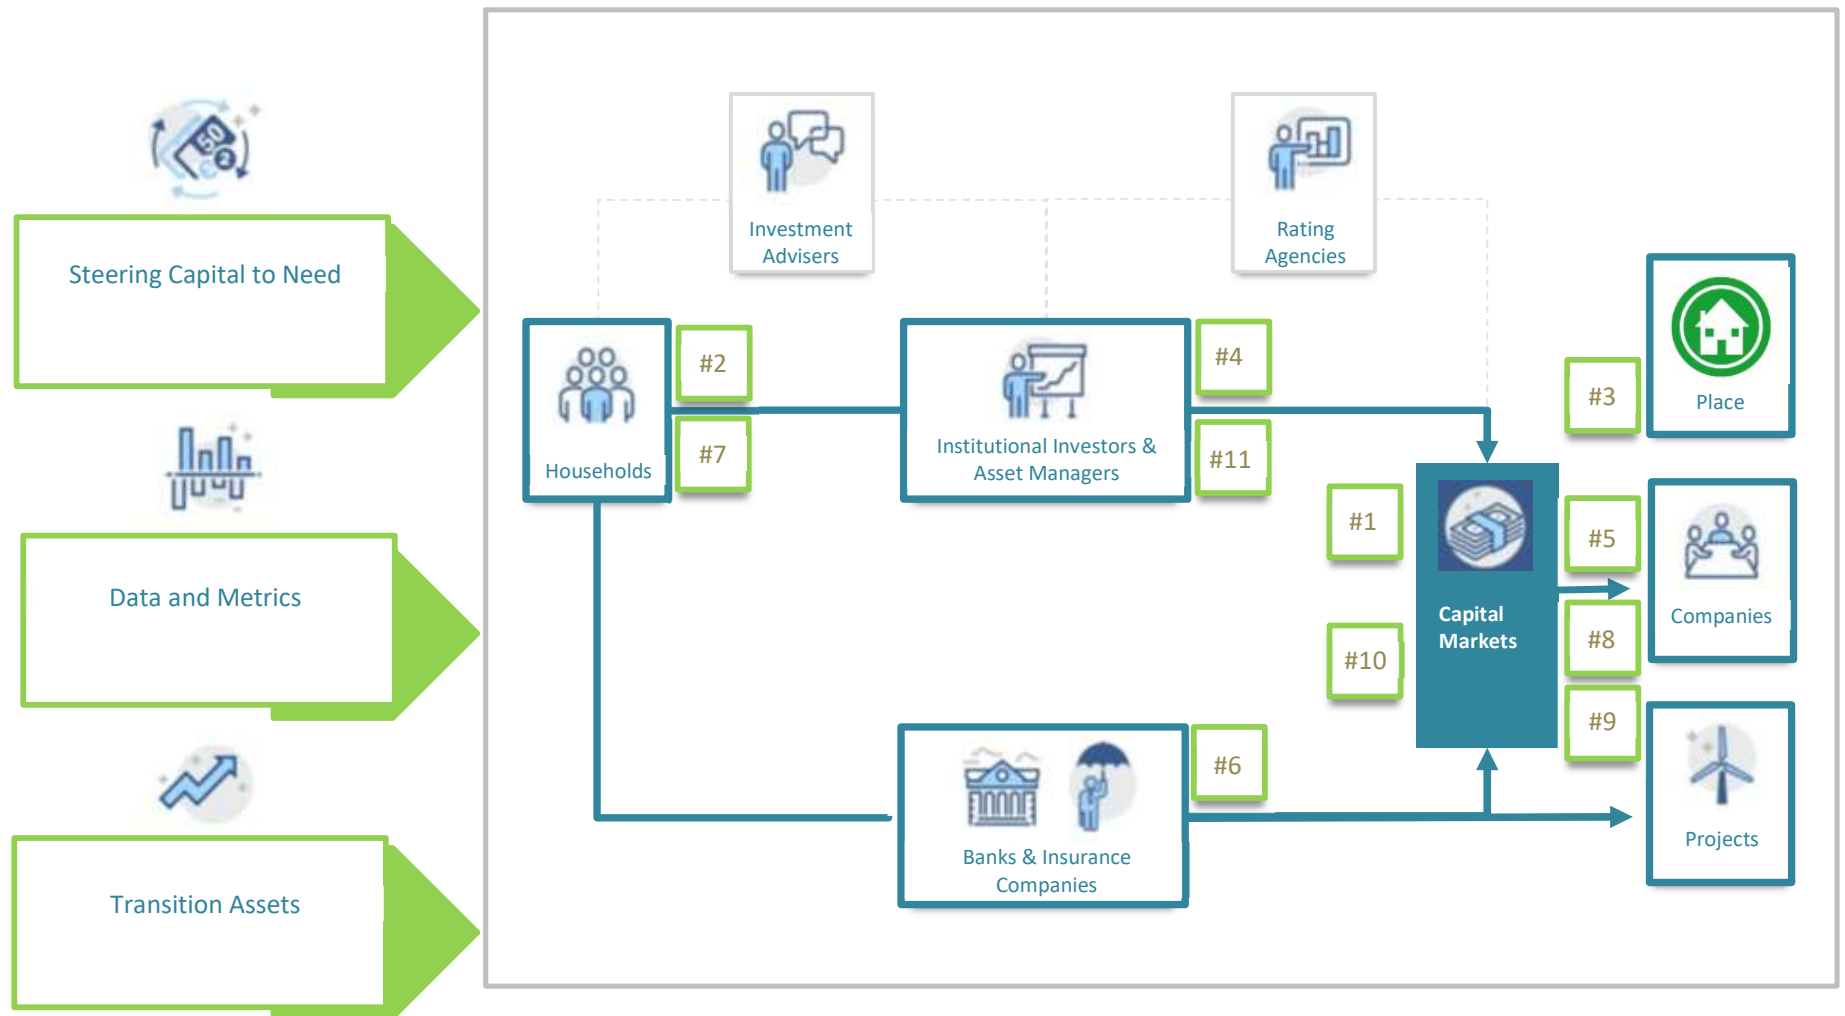 Steering Capital to Need
Data and Metrics
Transition Assets
50
Investment
Advisers
Rating
Agencies
Households
#2
#7
Institutional Investors &
Asset Managers
#4
#11
#3
Place
#1
#10
Capital
Markets
#5
#8
#9
Companies
Banks & Insurance
Companies
#6
Projects